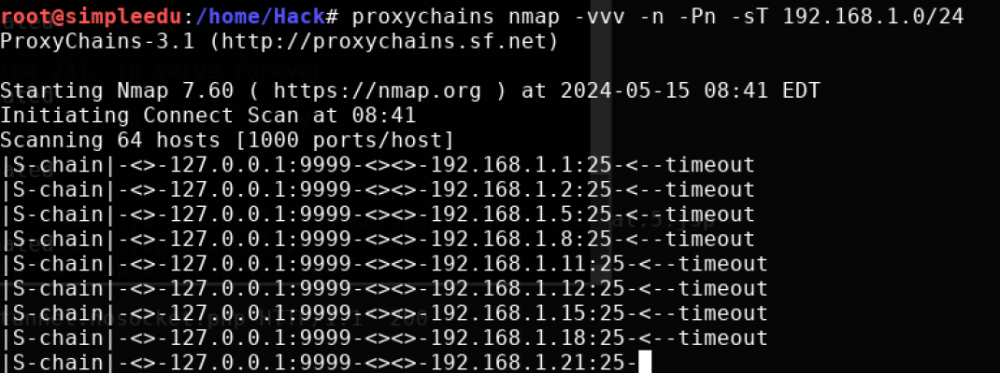 root@simpleedu:/home/Hack# proxychains nmap -vvv -n -Pn -sT 192.168.1.0/24
ProxyChains-3.1 (http://proxychains.sf.net)
Starting Nmap 7.60 ( https://nmap.org ) at 2024-05-15 08:41 EDT
Initiating Connect Scan at 08:41
Scanning 64 hosts [1000 ports/host]
|S-chain|-<>-127.0.0.1:9999-<><>-192.168.1.1:25-<--timeout
|S-chain|-<>-127.0.0.1:9999-<><>-192.168.1.2:25-<--timeout
|S-chain|-<>-127.0.0.1:9999-<><>-192.168.1.5:25-<--timeout
|S-chain|-<>-127.0.0.1:9999-<><>-192.168.1.8:25-<--timeout
|S-chain|-<>-127.0.0.1:9999-<><>-192.168.1.11:25-<--timeout
|S-chain|-<>-127.0.0.1:9999-<><>-192.168.1.12:25-<--timeout
|S-chain|-<>-127.0.0.1:9999-<><>-192.168.1.15:25-<--timeout
|S-chain|-<>-127.0.0.1:9999-<><>-192.168.1.18:25-<--timeout
|S-chain|-<>-127.0.0.1:9999-<><>-192.168.1.21:25-